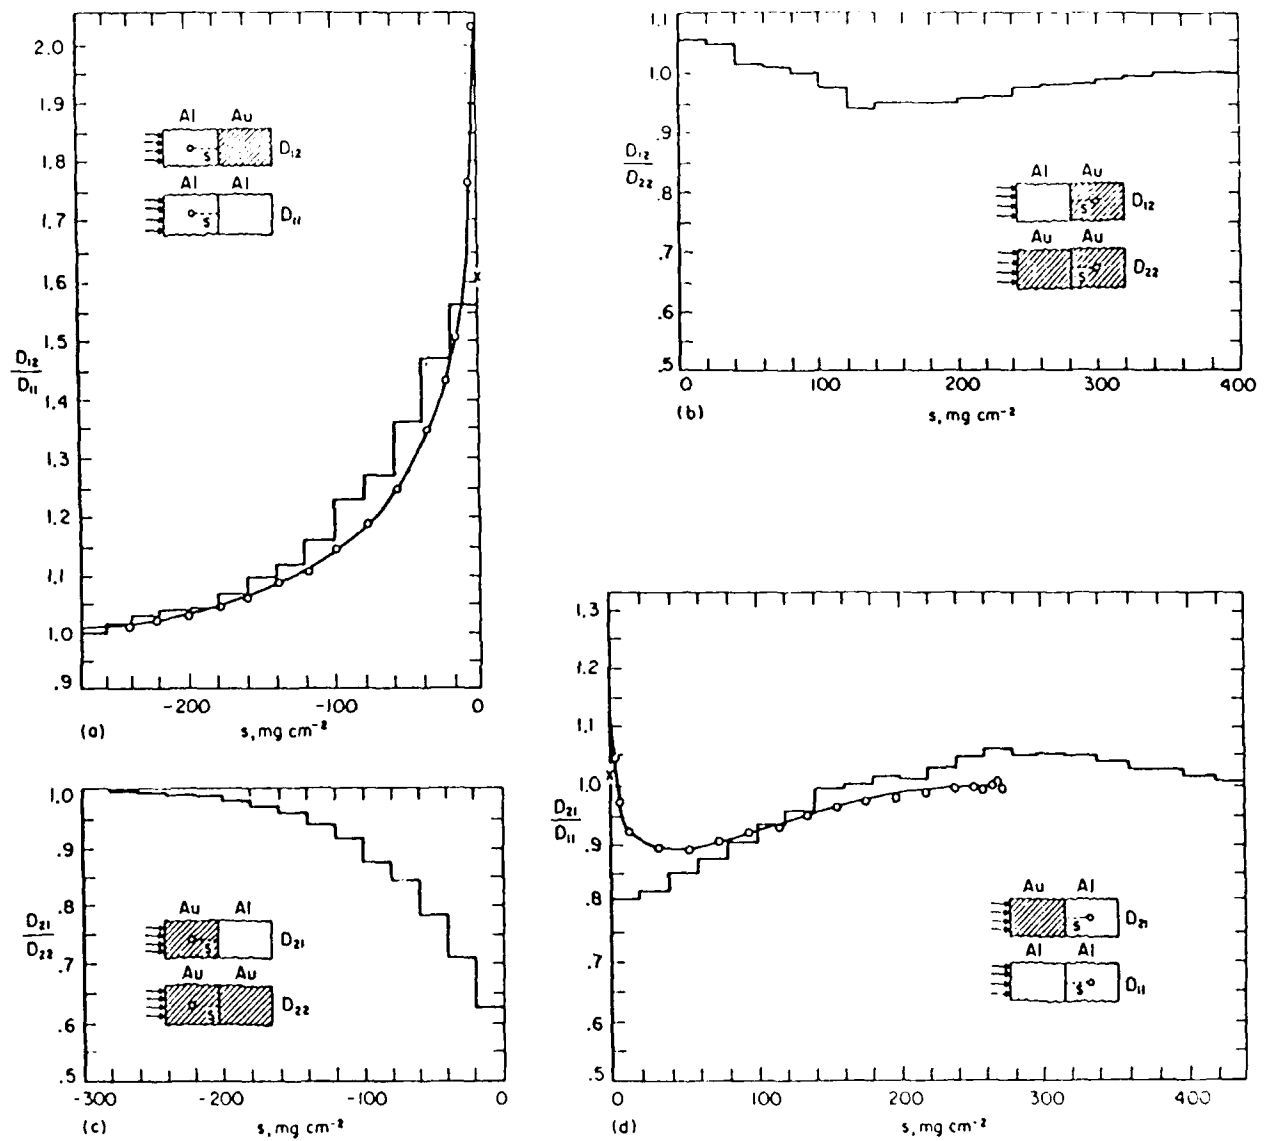 2.0
1.9
1.8
1.7
1.6
1.5
1.4
1.3
1.2
1.1
1.0
.9
D₁₂
D₁₁
Al Au
s
D₁₂
Al Al
s
D₁₁
x
-200 -100 0
(a) s, mg cm⁻²
1.1
1.0
.9
.8
.7
.6
.5
D₁₂
D₂₂
Al Au
s
D₁₂
Au Au
s
D₂₂
0 100 200 300 400
(b) s, mg cm⁻²
1.0
.9
.8
.7
.6
.5
D₂₁
D₂₂
Au Al
s
D₂₁
Au Au
s
D₂₂
-300 -200 -100 0
(c) s, mg cm⁻²
1.3
1.2
1.1
1.0
.9
.8
.7
.6
.5
D₂₁
D₁₁
x
Au Al
s
D₂₁
Al Al
s
D₁₁
0 100 200 300 400
(d) s, mg cm⁻²